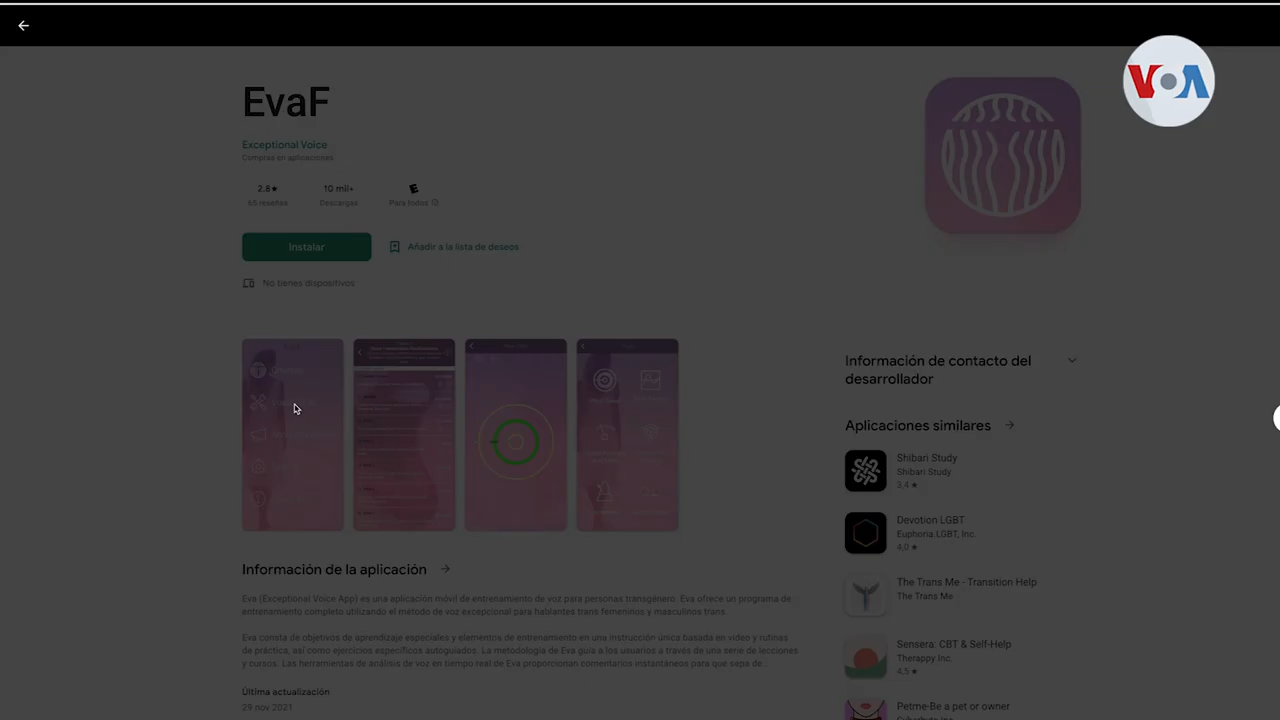 VOA
EvaF
Exceptional Voice
Compras en aplicaciones
2.8★
10 mil+
E
65 reseñas
Descargas
Para todos
Instalar
Añadir a la lista de deseos
No tienes dispositivos
Información de contacto del
desarrollador
Aplicaciones similares
Shibari Study
Shibari Study
3,4 ★
Devotion LGBT
Euphoria.LGBT, Inc.
4,0 ★
The Trans Me - Transition Help
The Trans Me
Sensera: CBT & Self-Help
Therappy Inc.
4,5 ★
Petme-Be a pet or owner
Información de la aplicación
Eva (Exceptional Voice App) es una aplicación móvil de entrenamiento de voz para personas transgénero. Eva ofrece un programa de
entrenamiento completo utilizando el método de voz excepcional para hablantes trans femeninos y masculinos trans.
Eva consta de objetivos de aprendizaje especiales y elementos de entrenamiento en una instrucción única basada en video y rutinas
de práctica, así como ejercicios específicos autoguiados. La metodología de Eva guía a los usuarios a través de una serie de lecciones
y cursos. Las herramientas de análisis de voz en tiempo real de Eva proporcionan comentarios instantáneos para que sepa de…
Última actualización
29 nov 2021